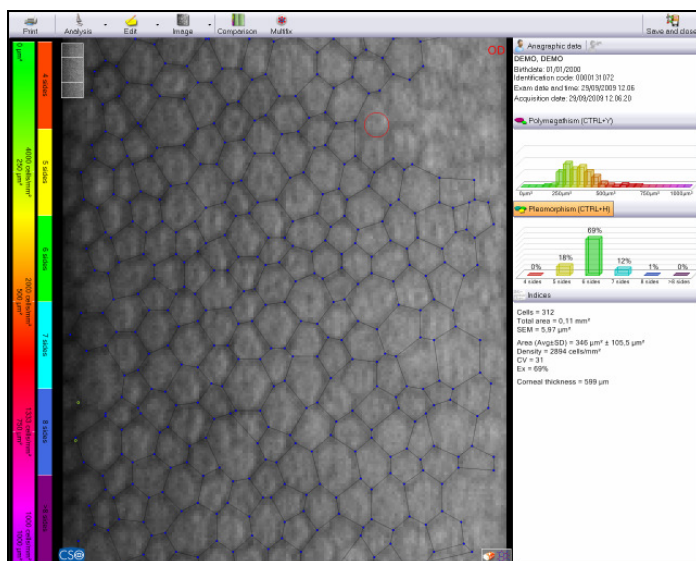 Print
Analysis
Edit
Image
Comparison
Multifix
Save and close
OD
0 µm²
4000 cells/mm²
250 µm²
2000 cells/mm²
500 µm²
1333 cells/mm²
750 µm²
1000 cells/mm²
1000 µm²
4 sides
5 sides
6 sides
7 sides
8 sides
>8 sides
CSO
Anagraphic data
DEMO, DEMO
Birthdate: 01/01/2000
Identification code: 0000131072
Exam date and time: 29/09/2009 12.06
Acquisition date: 29/09/2009 12.06.20
Polymegathism (CTRL+Y)
0µm² 250µm² 500µm² 750µm² 1000µm²
Pleomorphism (CTRL+H)
0% 18% 69% 12% 1% 0%
4 sides 5 sides 6 sides 7 sides 8 sides >8 sides
Indices
Cells = 312
Total area = 0,11 mm²
SEM = 5,97 µm²
Area (Avg±SD) = 346 µm² ± 105,5 µm²
Density = 2894 cells/mm²
CV = 31
Ex = 69%
Corneal thickness = 599 µm